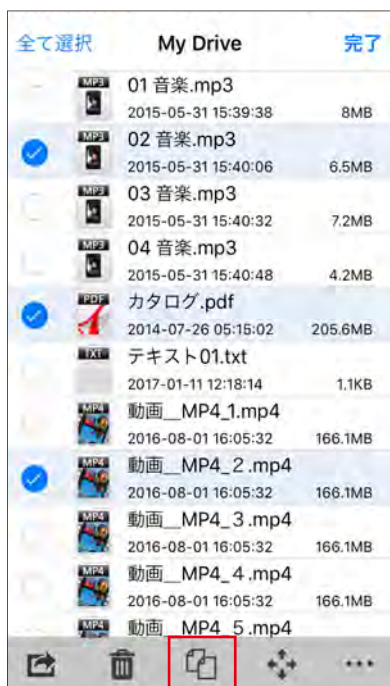 全て選択 My Drive 完了
MP3 01 音楽.mp3
2015-05-31 15:39:38 8MB
MP3 02 音楽.mp3
2015-05-31 15:40:06 6.5MB
MP3 03 音楽.mp3
2015-05-31 15:40:32 7.2MB
MP3 04 音楽.mp3
2015-05-31 15:40:48 4.2MB
PDF カタログ.pdf
2014-07-26 05:15:02 205.6MB
TXT テキスト01.txt
2017-01-11 12:18:14 1.1KB
MP4 動画__MP4_1.mp4
2016-08-01 16:05:32 166.1MB
MP4 動画__MP4_２.mp4
2016-08-01 16:05:32 166.1MB
MP4 動画__MP4_３.mp4
2016-08-01 16:05:32 166.1MB
MP4 動画__MP4_４.mp4
2016-08-01 16:05:32 166.1MB
MP4 動画__MP4_５.mp4